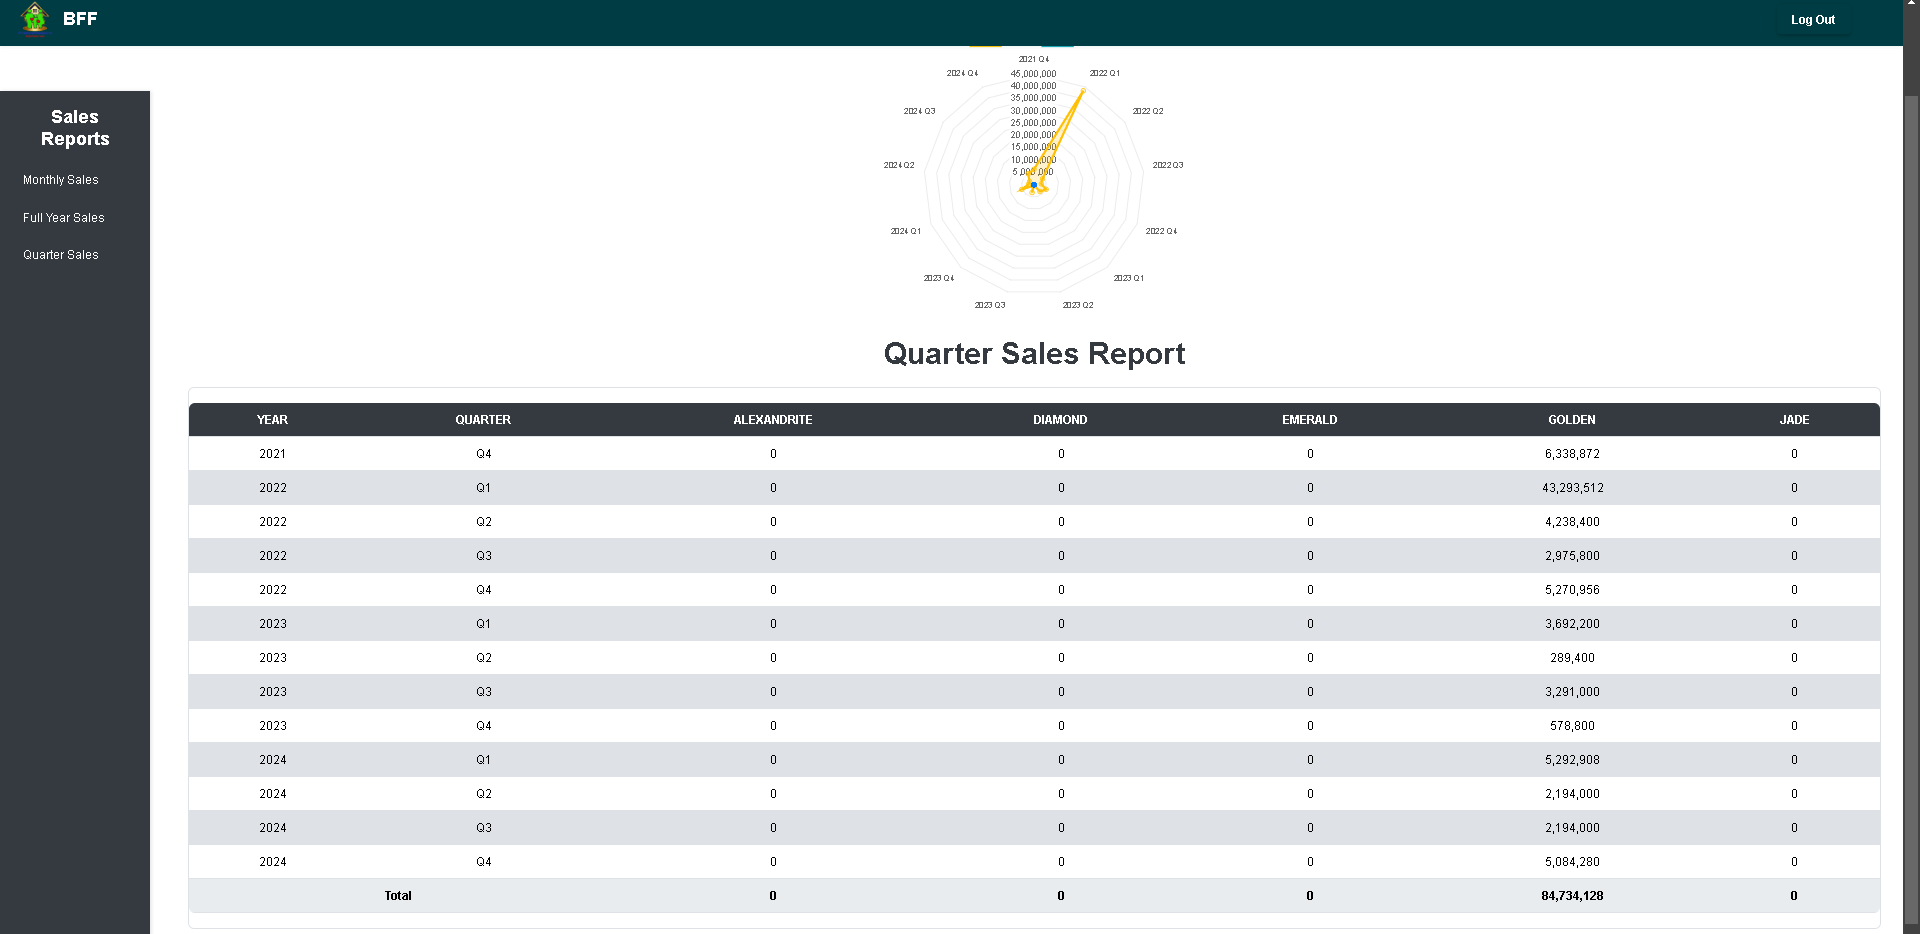 BFF
Log Out
Sales
Reports
Monthly Sales
Full Year Sales
Quarter Sales
2021 Q4
2024 Q4
45,000,000
2022 Q1
40,000,000
35,000,000
2024 Q3
30,000,000
2022 Q2
25,000,000
20,000,000
15,000,000
10,000,000
2024 Q2
2022 Q3
5,000,000
2024 Q1
2022 Q4
2023 Q4
2023 Q1
2023 Q3
2023 Q2
Quarter Sales Report
YEAR QUARTER ALEXANDRITE DIAMOND EMERALD GOLDEN JADE
2021 Q4 0 0 0 6,338,872 0
2022 Q1 0 0 0 43,293,512 0
2022 Q2 0 0 0 4,238,400 0
2022 Q3 0 0 0 2,975,800 0
2022 Q4 0 0 0 5,270,956 0
2023 Q1 0 0 0 3,692,200 0
2023 Q2 0 0 0 289,400 0
2023 Q3 0 0 0 3,291,000 0
2023 Q4 0 0 0 578,800 0
2024 Q1 0 0 0 5,292,908 0
2024 Q2 0 0 0 2,194,000 0
2024 Q3 0 0 0 2,194,000 0
2024 Q4 0 0 0 5,084,280 0
Total 0 0 0 84,734,128 0